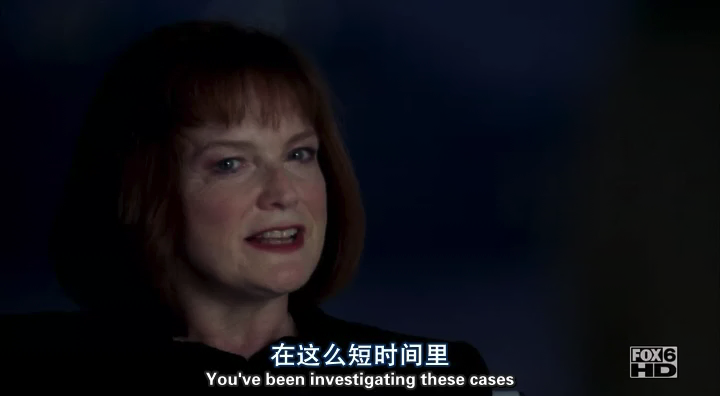 在这么短时间里
You've been investigating these cases
FOX6
HD